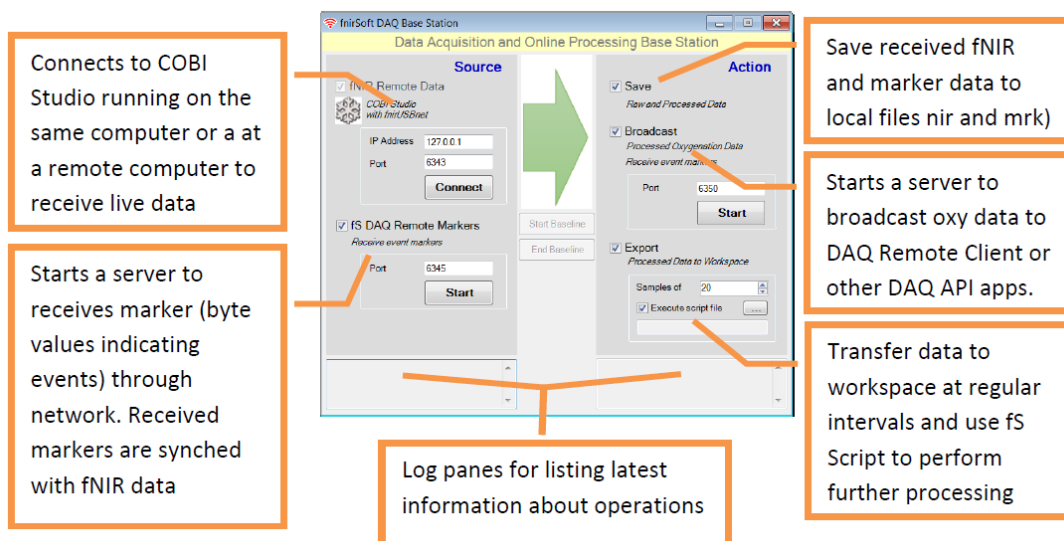 Connects to COBI
Studio running on the
same computer or a at
a remote computer to
receive live data
Starts a server to
receives marker (byte
values indicating
events) through
network. Received
markers are synched
with fNIR data
fnirSoft DAQ Base Station
Data Acquisition and Online Processing Base Station
Source
fNIR Remote Data
COBI Studio
with fnirUSBnet
IP Address 127.0.0.1
Port 6343
Connect
fS DAQ Remote Markers
Receive event markers
Port 6345
Start
Start Baseline
End Baseline
Action
Save
Raw and Processed Data
Broadcast
Processed Oxygenation Data
Receive event markers
Port 6350
Start
Export
Processed Data to Workspace
Samples of 20
Execute script file ...
Log panes for listing latest
information about operations
Save received fNIR
and marker data to
local files nir and mrk)
Starts a server to
broadcast oxy data to
DAQ Remote Client or
other DAQ API apps.
Transfer data to
workspace at regular
intervals and use fS
Script to perform
further processing